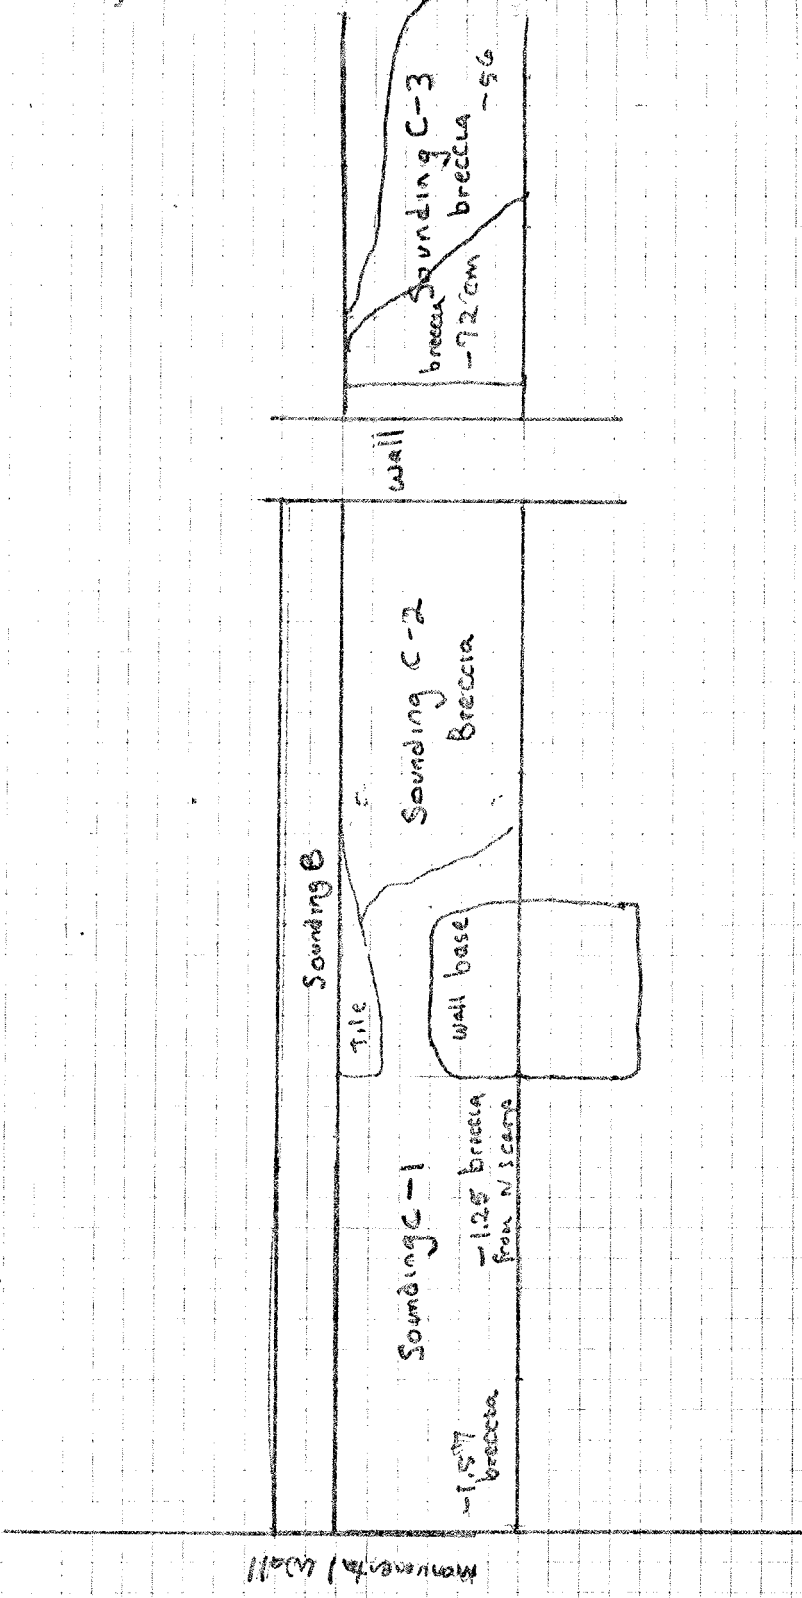 Sounding C-3
breccia
-56
breccia
-72 cm
Wall
Sounding C-2
Breccia
Sounding B
Tile
Wall base
Sounding C-1
-1.25 breccia
from N scarp
-1.57
breccia
Monumental Wall